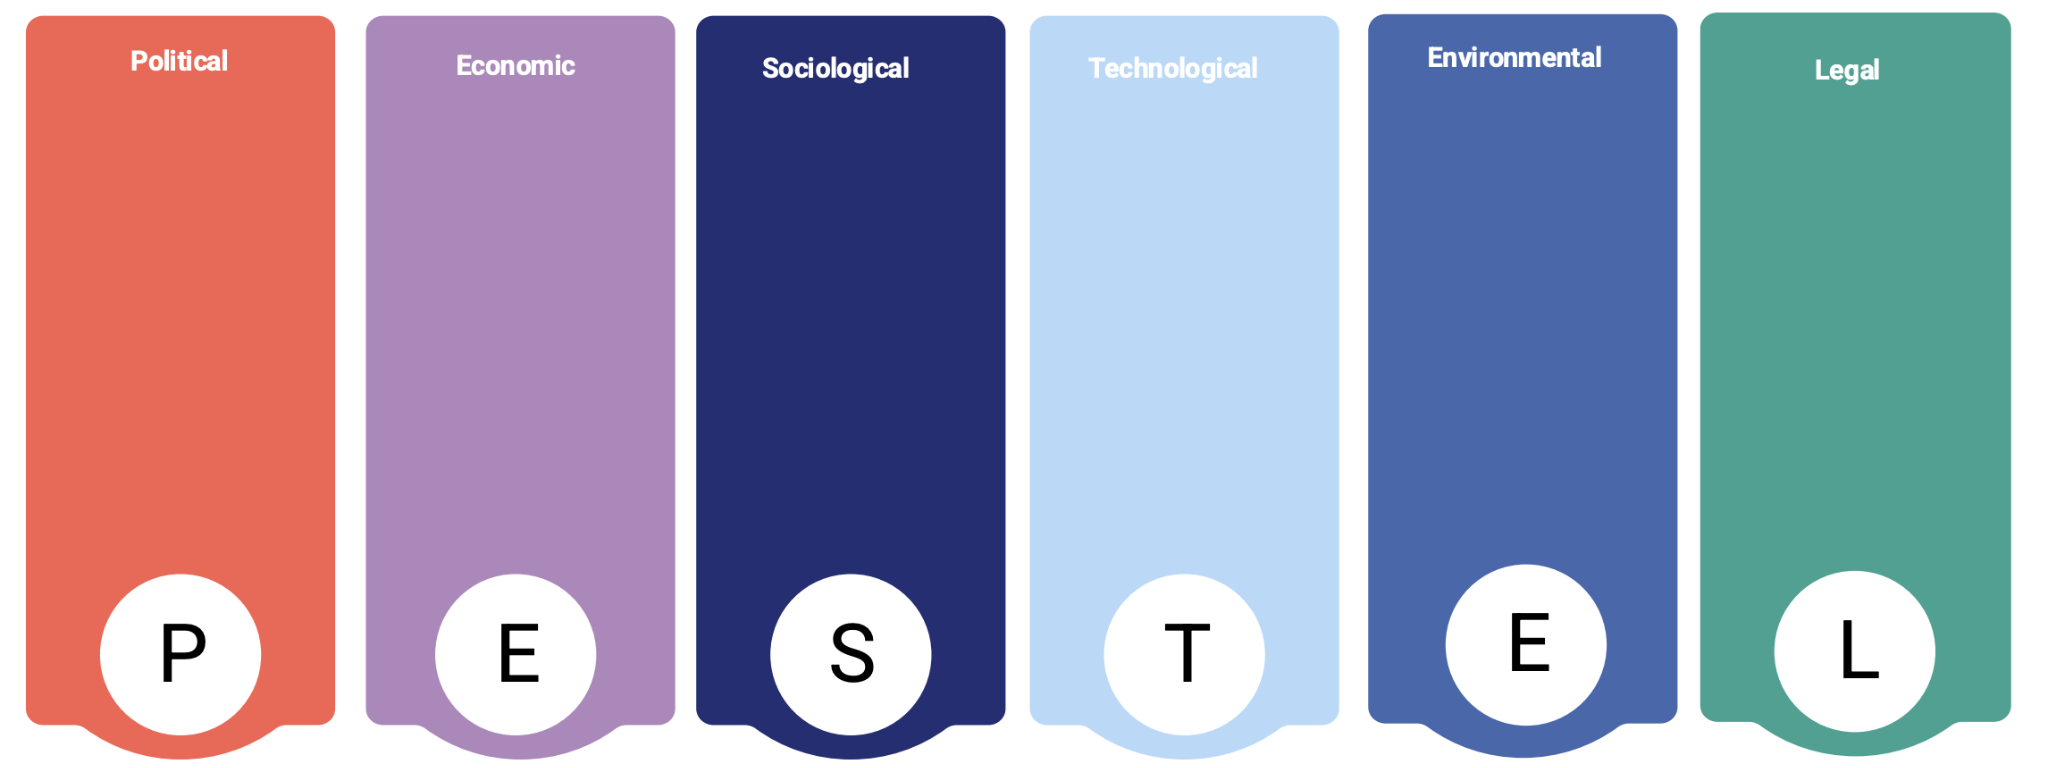 Political
Economic
Sociological
Technological
Environmental
Legal
P
E
S
T
E
L